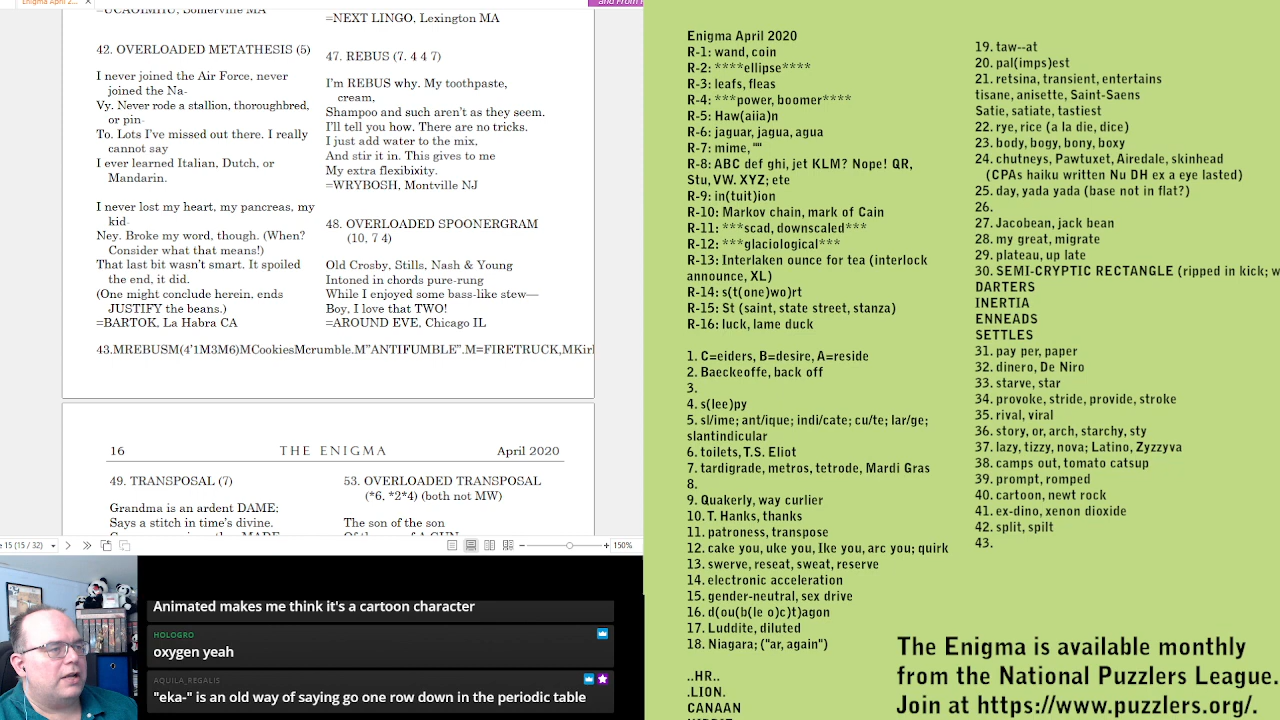 Enigma April 2...
and From
=UCAOIMHU, Somerville MA
42. OVERLOADED METATHESIS (5)
I never joined the Air Force, never
joined the Na-
Vy. Never rode a stallion, thoroughbred,
or pin-
To. Lots I've missed out there. I really
cannot say
I ever learned Italian, Dutch, or
Mandarin.
I never lost my heart, my pancreas, my
kid-
Ney. Broke my word, though. (When?
Consider what that means!)
That last bit wasn't smart. It spoiled
the end, it did.
(One might conclude herein, ends
JUSTIFY the beans.)
=BARTOK, La Habra CA
=NEXT LINGO, Lexington MA
47. REBUS (7. 4 4 7)
I'm REBUS why. My toothpaste,
cream,
Shampoo and such aren't as they seem.
I'll tell you how. There are no tricks.
I just add water to the mix.
And stir it in. This gives to me
My extra flexibixity.
=WRYBOSH, Montville NJ
48. OVERLOADED SPOONERGRAM
(10, 7 4)
Old Crosby, Stills, Nash & Young
Intoned in chords pure-rung
While I enjoyed some bass-like stew—
Boy, I love that TWO!
=AROUND EVE, Chicago IL
43.MREBUSM(4'1M3M6)MCookiesMcrumble.M"ANTIFUMBLE".M=FIRETRUCK,MKirl
16 THE ENIGMA April 2020
49. TRANSPOSAL (7)
Grandma is an ardent DAME:
Says a stitch in time's divine.
53. OVERLOADED TRANSPOSAL
(*6, *2*4) (both not MW)
The son of the son
15 (15 / 32)
150%
Animated makes me think it's a cartoon character
HOLOGRO
oxygen yeah
AQUILA_REGALIS
"eka-" is an old way of saying go one row down in the periodic table
Enigma April 2020
R-1: wand, coin
R-2: ****ellipse****
R-3: leafs, fleas
R-4: ***power, boomer****
R-5: Haw(aiia)n
R-6: jaguar, jagua, agua
R-7: mime, ""
R-8: ABC def ghi, jet KLM? Nope! QR,
Stu, VW. XYZ; ete
R-9: in(tuit)ion
R-10: Markov chain, mark of Cain
R-11: ***scad, downscaled***
R-12: ***glaciological***
R-13: Interlaken ounce for tea (interlock
announce, XL)
R-14: s(t(one)wo)rt
R-15: St (saint, state street, stanza)
R-16: luck, lame duck
1. C=eiders, B=desire, A=reside
2. Baeckeoffe, back off
3.
4. s(lee)py
5. sl/ime; ant/ique; indi/cate; cu/te; lar/ge;
slantindicular
6. toilets, T.S. Eliot
7. tardigrade, metros, tetrode, Mardi Gras
8.
9. Quakerly, way curlier
10. T. Hanks, thanks
11. patroness, transpose
12. cake you, uke you, Ike you, arc you; quirk
13. swerve, reseat, sweat, reserve
14. electronic acceleration
15. gender-neutral, sex drive
16. d(ou(b(le o)c)t)agon
17. Luddite, diluted
18. Niagara; ("ar, again")
..HR..
.LION.
CANAAN
19. taw--at
20. pal(imps)est
21. retsina, transient, entertains
tisane, anisette, Saint-Saens
Satie, satiate, tastiest
22. rye, rice (a la die, dice)
23. body, bogy, bony, boxy
24. chutneys, Pawtuxet, Airedale, skinhead
(CPAs haiku written Nu DH ex a eye lasted)
25. day, yada yada (base not in flat?)
26.
27. Jacobean, jack bean
28. my great, migrate
29. plateau, up late
30. SEMI-CRYPTIC RECTANGLE (ripped in kick; w
DARTERS
INERTIA
ENNEADS
SETTLES
31. pay per, paper
32. dinero, De Niro
33. starve, star
34. provoke, stride, provide, stroke
35. rival, viral
36. story, or, arch, starchy, sty
37. lazy, tizzy, nova; Latino, Zyzzyva
38. camps out, tomato catsup
39. prompt, romped
40. cartoon, newt rock
41. ex-dino, xenon dioxide
42. split, spilt
43.
The Enigma is available monthly
from the National Puzzlers League.
Join at https://www.puzzlers.org/.